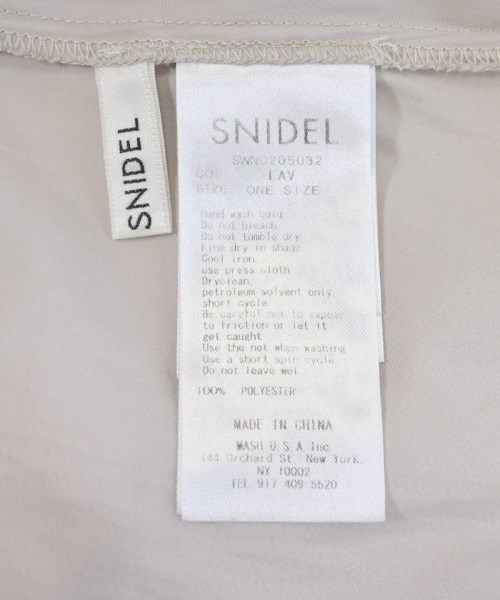 SNIDEL
SNIDEL
SWNO205032
COL LAV
SIZE ONE SIZE
Hand wash cold
Do not bleach
Do not tumble dry
Line dry in shade
Cool iron
use press cloth
Dryclean,
petroleum solvent only
short cycle
Be careful not to expose
to friction or let it
get caught
Use the net when washing
Use a short spin cycle
Do not leave wet
100% POLYESTER
MADE IN CHINA
MASH U S A Inc
144 Orchard St, New York,
NY 10002
TEL 917 409 5520